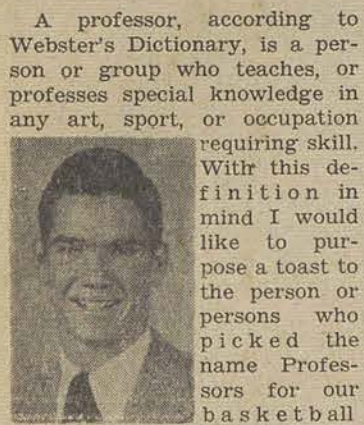 A professor, according to
Webster's Dictionary, is a per-
son or group who teaches, or
professes special knowledge in
any art, sport, or occupation
requiring skill.
With this de-
finition in
mind I would
like to pur-
pose a toast to
the person or
persons who
picked the
name Profes-
sors for our
basketball